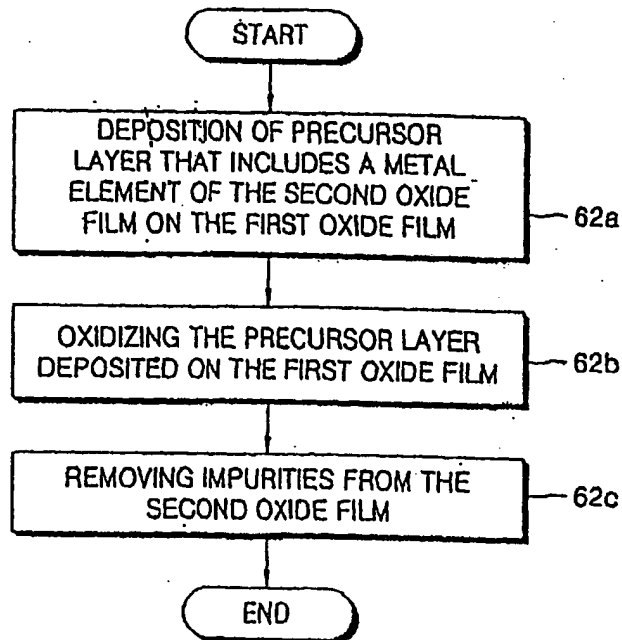 START
DEPOSITION OF PRECURSOR
LAYER THAT INCLUDES A METAL
ELEMENT OF THE SECOND OXIDE
FILM ON THE FIRST OXIDE FILM
62a
OXIDIZING THE PRECURSOR LAYER
DEPOSITED ON THE FIRST OXIDE FILM
62b
REMOVING IMPURITIES FROM THE
SECOND OXIDE FILM
62c
END